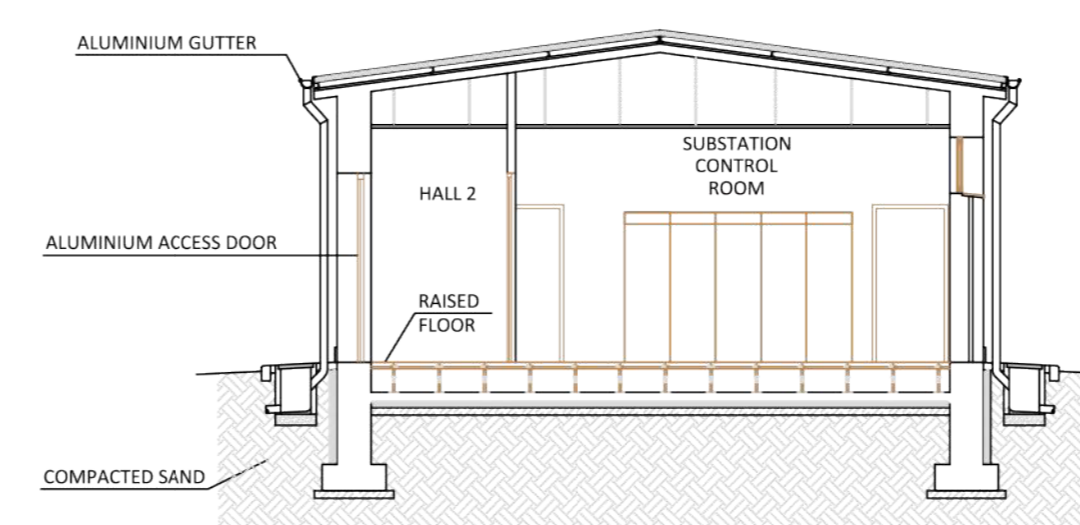 ALUMINIUM GUTTER
SUBSTATION
CONTROL
ROOM
HALL 2
ALUMINIUM ACCESS DOOR
RAISED
FLOOR
COMPACTED SAND